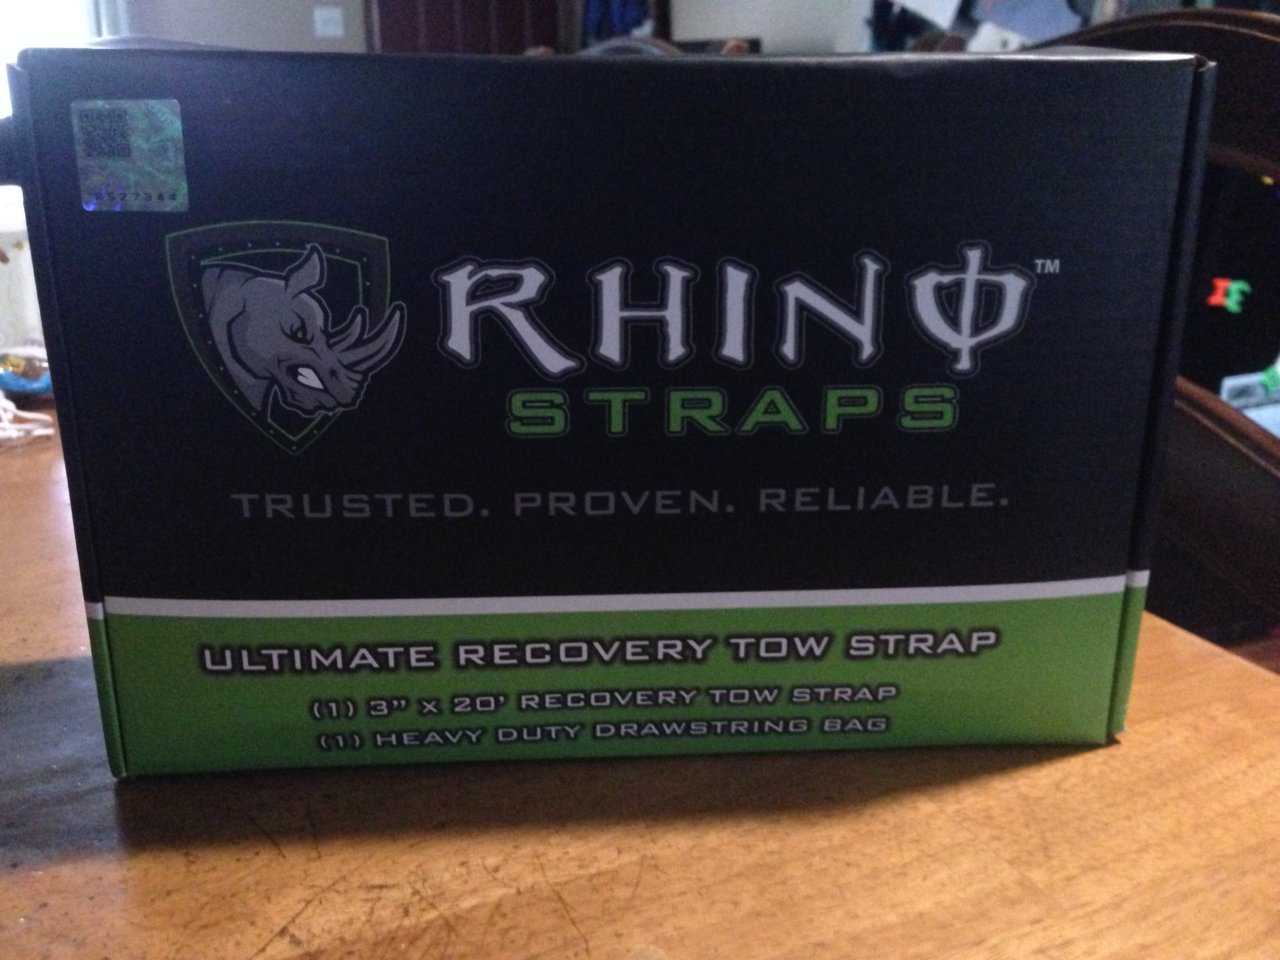 RHINO™
STRAPS
TRUSTED. PROVEN. RELIABLE.
ULTIMATE RECOVERY TOW STRAP
(1) 3” X 20’ RECOVERY TOW STRAP
(1) HEAVY DUTY DRAWSTRING BAG